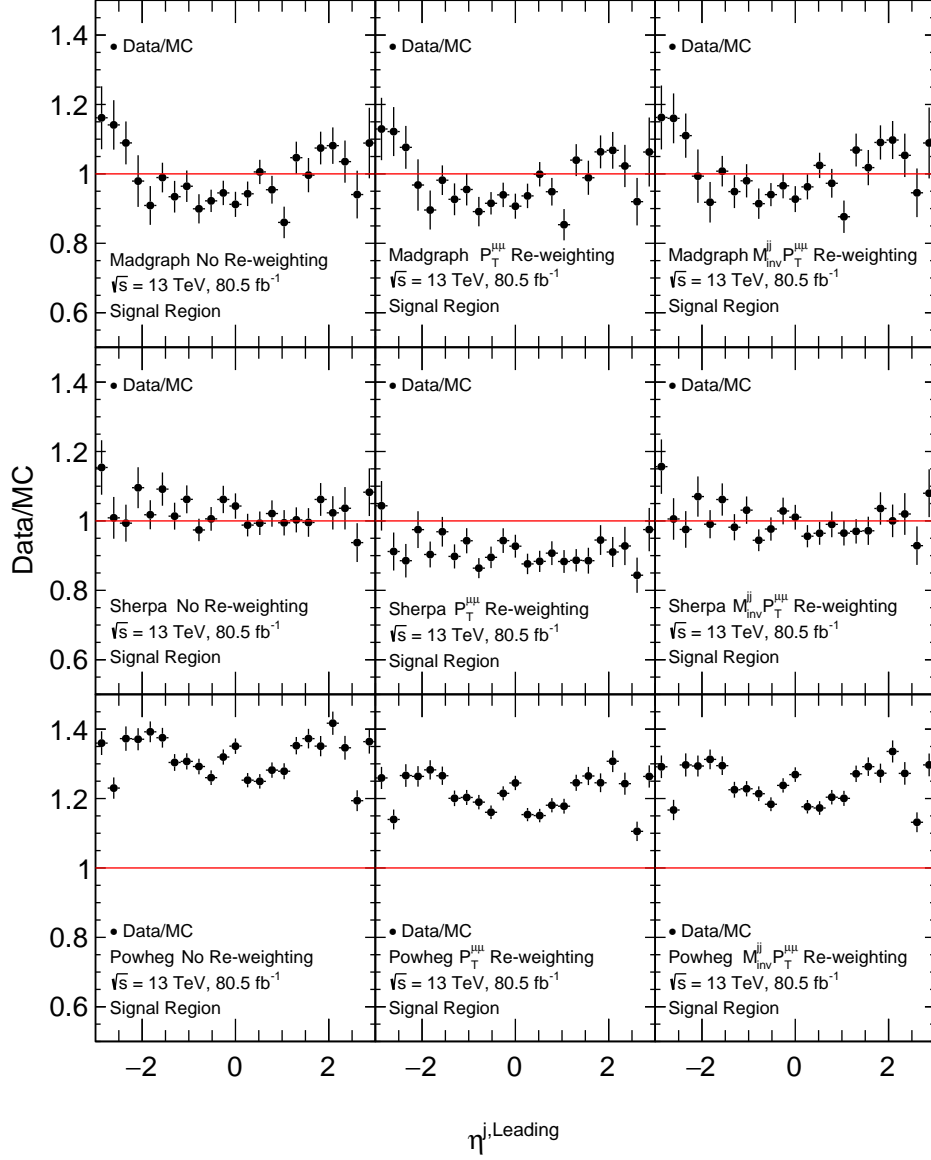 1.4
1.2
1
0.8
0.6
• Data/MC
Madgraph No Re-weighting
√s = 13 TeV, 80.5 fb⁻¹
Signal Region
• Data/MC
Madgraph P_T^μμ Re-weighting
√s = 13 TeV, 80.5 fb⁻¹
Signal Region
• Data/MC
Madgraph M_inv^jj P_T^μμ Re-weighting
√s = 13 TeV, 80.5 fb⁻¹
Signal Region
Data/MC
1.4
1.2
1
0.8
0.6
• Data/MC
Sherpa No Re-weighting
√s = 13 TeV, 80.5 fb⁻¹
Signal Region
• Data/MC
Sherpa P_T^μμ Re-weighting
√s = 13 TeV, 80.5 fb⁻¹
Signal Region
• Data/MC
Sherpa M_inv^jj P_T^μμ Re-weighting
√s = 13 TeV, 80.5 fb⁻¹
Signal Region
1.4
1.2
1
0.8
0.6
• Data/MC
Powheg No Re-weighting
√s = 13 TeV, 80.5 fb⁻¹
Signal Region
• Data/MC
Powheg P_T^μμ Re-weighting
√s = 13 TeV, 80.5 fb⁻¹
Signal Region
• Data/MC
Powheg M_inv^jj P_T^μμ Re-weighting
√s = 13 TeV, 80.5 fb⁻¹
Signal Region
−2 0 2 −2 0 2 −2 0 2
η^j,Leading